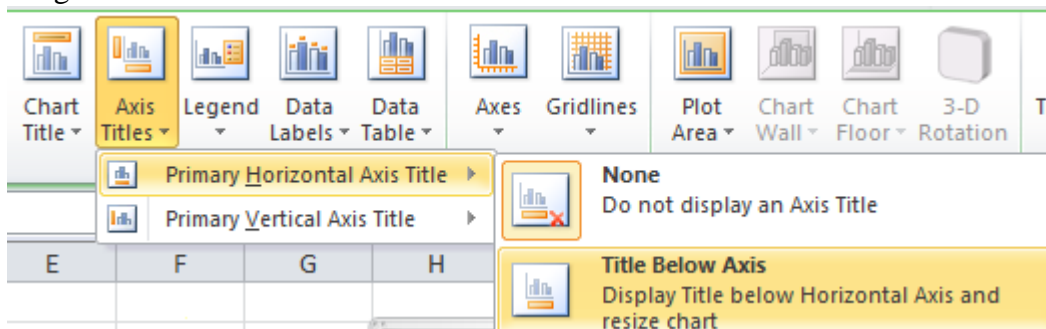 Chart Title
Axis Titles
Legend
Data Labels
Data Table
Axes
Gridlines
Plot Area
Chart Wall
Chart Floor
3-D Rotation
Primary Horizontal Axis Title
Primary Vertical Axis Title
None
Do not display an Axis Title
Title Below Axis
Display Title below Horizontal Axis and
resize chart
E F G H